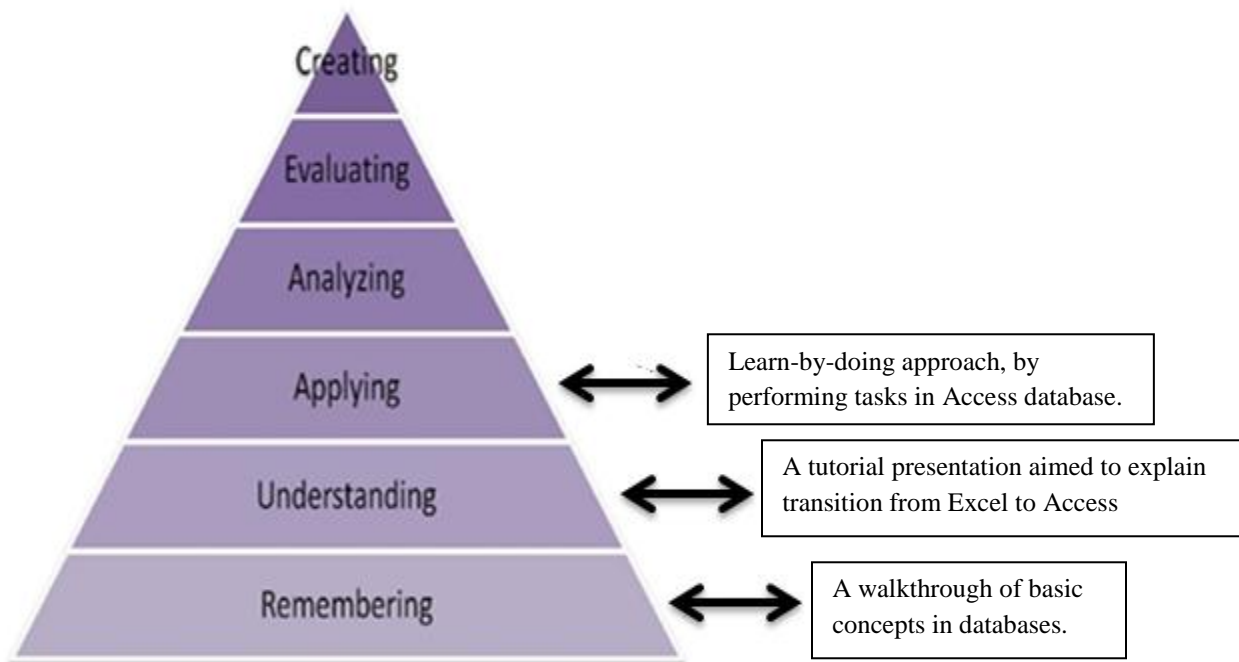 Creating
Evaluating
Analyzing
Applying
Learn-by-doing approach, by
performing tasks in Access database.
Understanding
A tutorial presentation aimed to explain
transition from Excel to Access
Remembering
A walkthrough of basic
concepts in databases.